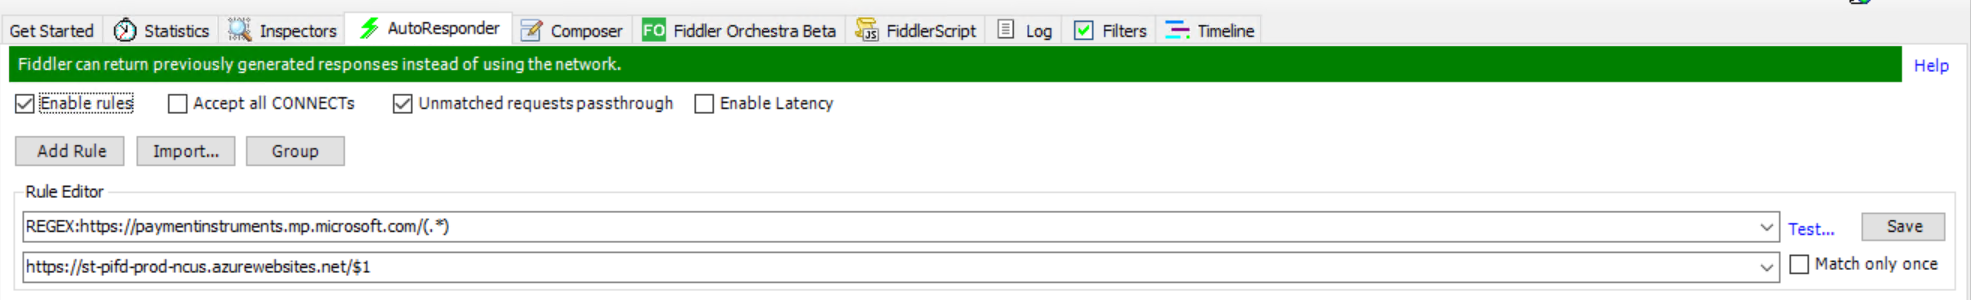 Get Started Statistics Inspectors AutoResponder Composer FO Fiddler Orchestra Beta JS FiddlerScript Log Filters Timeline
Fiddler can return previously generated responses instead of using the network. Help
Enable rules Accept all CONNECTs Unmatched requests passthrough Enable Latency
Add Rule Import... Group
Rule Editor
REGEX:https://paymentinstruments.mp.microsoft.com/(.*) Test... Save
https://st-pifd-prod-ncus.azurewebsites.net/$1 Match only once